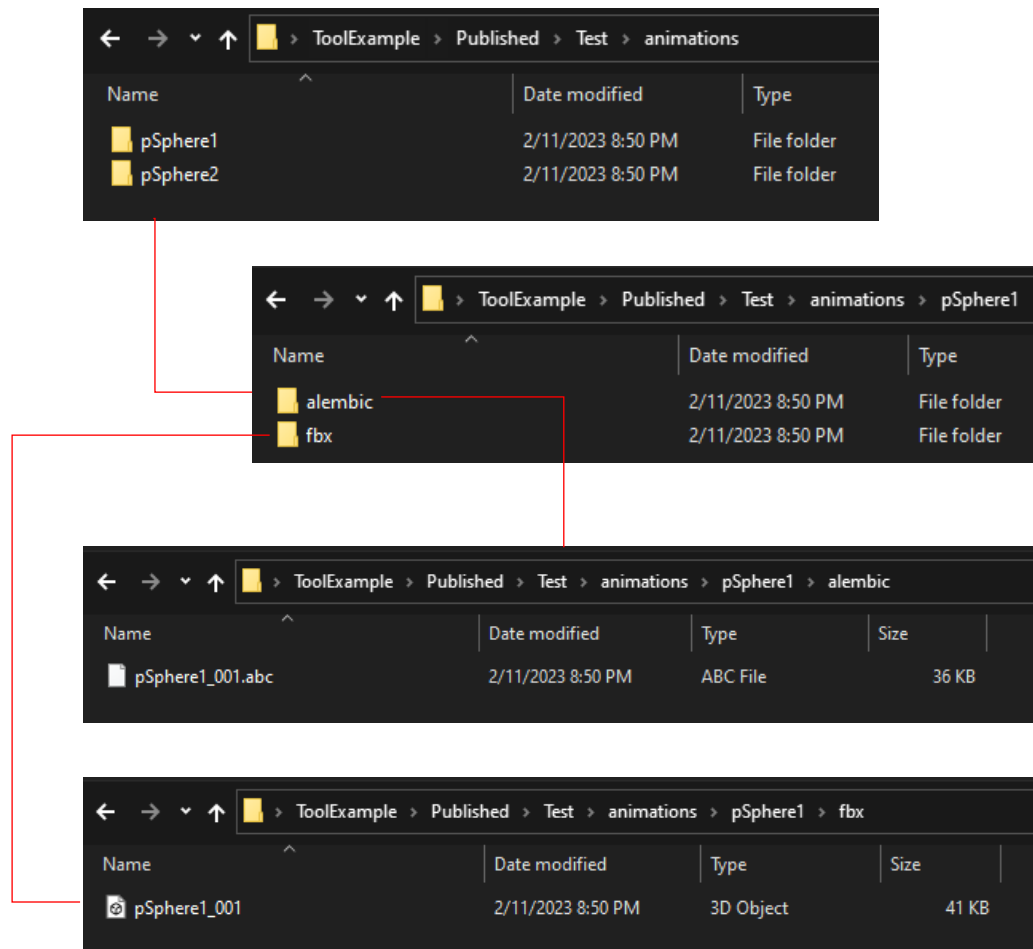 ToolExample > Published > Test > animations
Name Date modified Type
pSphere1 2/11/2023 8:50 PM File folder
pSphere2 2/11/2023 8:50 PM File folder
ToolExample > Published > Test > animations > pSphere1
Name Date modified Type
alembic 2/11/2023 8:50 PM File folder
fbx 2/11/2023 8:50 PM File folder
ToolExample > Published > Test > animations > pSphere1 > alembic
Name Date modified Type Size
pSphere1_001.abc 2/11/2023 8:50 PM ABC File 36 KB
ToolExample > Published > Test > animations > pSphere1 > fbx
Name Date modified Type Size
pSphere1_001 2/11/2023 8:50 PM 3D Object 41 KB